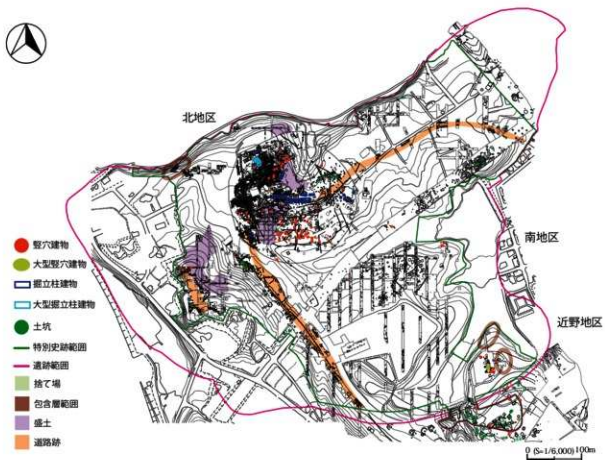 北地区
南地区
近野地区
竪穴建物
大型竪穴建物
掘立柱建物
大型掘立柱建物
土坑
特別史跡範囲
遺跡範囲
捨て場
包含層範囲
盛土
道路跡
0 (S=1/6,000) 100m